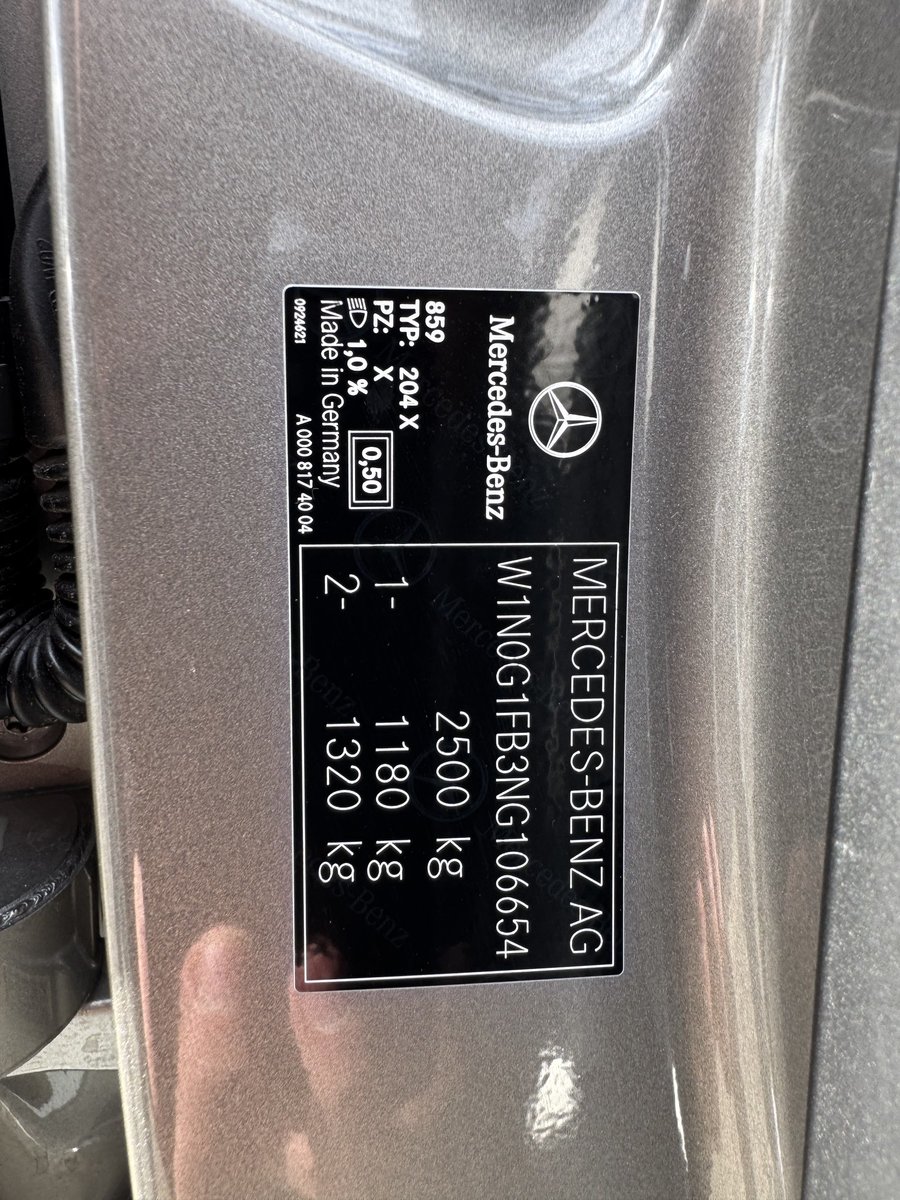 Mercedes-Benz
859
TYP: 204 X
PZ: X
1,0 %
0,50
Made in Germany
0924621
A 000 817 40 04
MERCEDES-BENZ AG
W1N0G1FB3NG106654
2500 kg
1- 1180 kg
2- 1320 kg